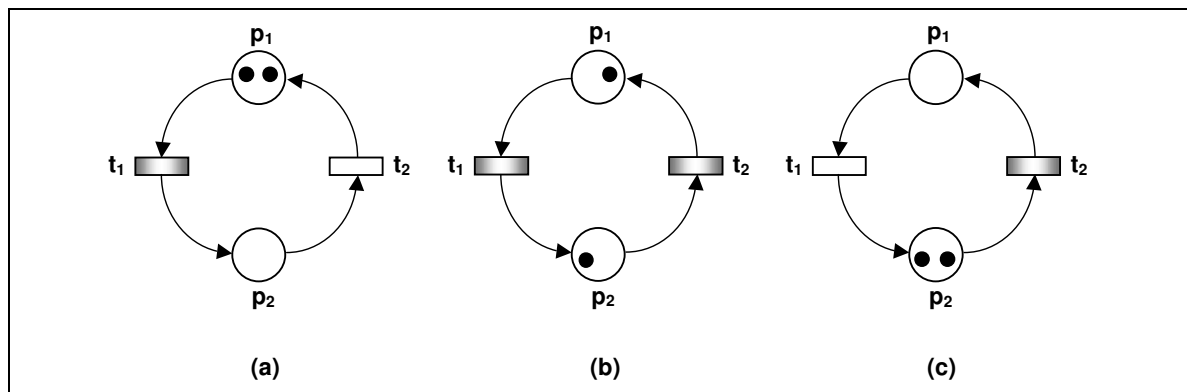 p₁ p₁ p₁
t₁ t₂ t₁ t₂ t₁ t₂
p₂ p₂ p₂
(a) (b) (c)